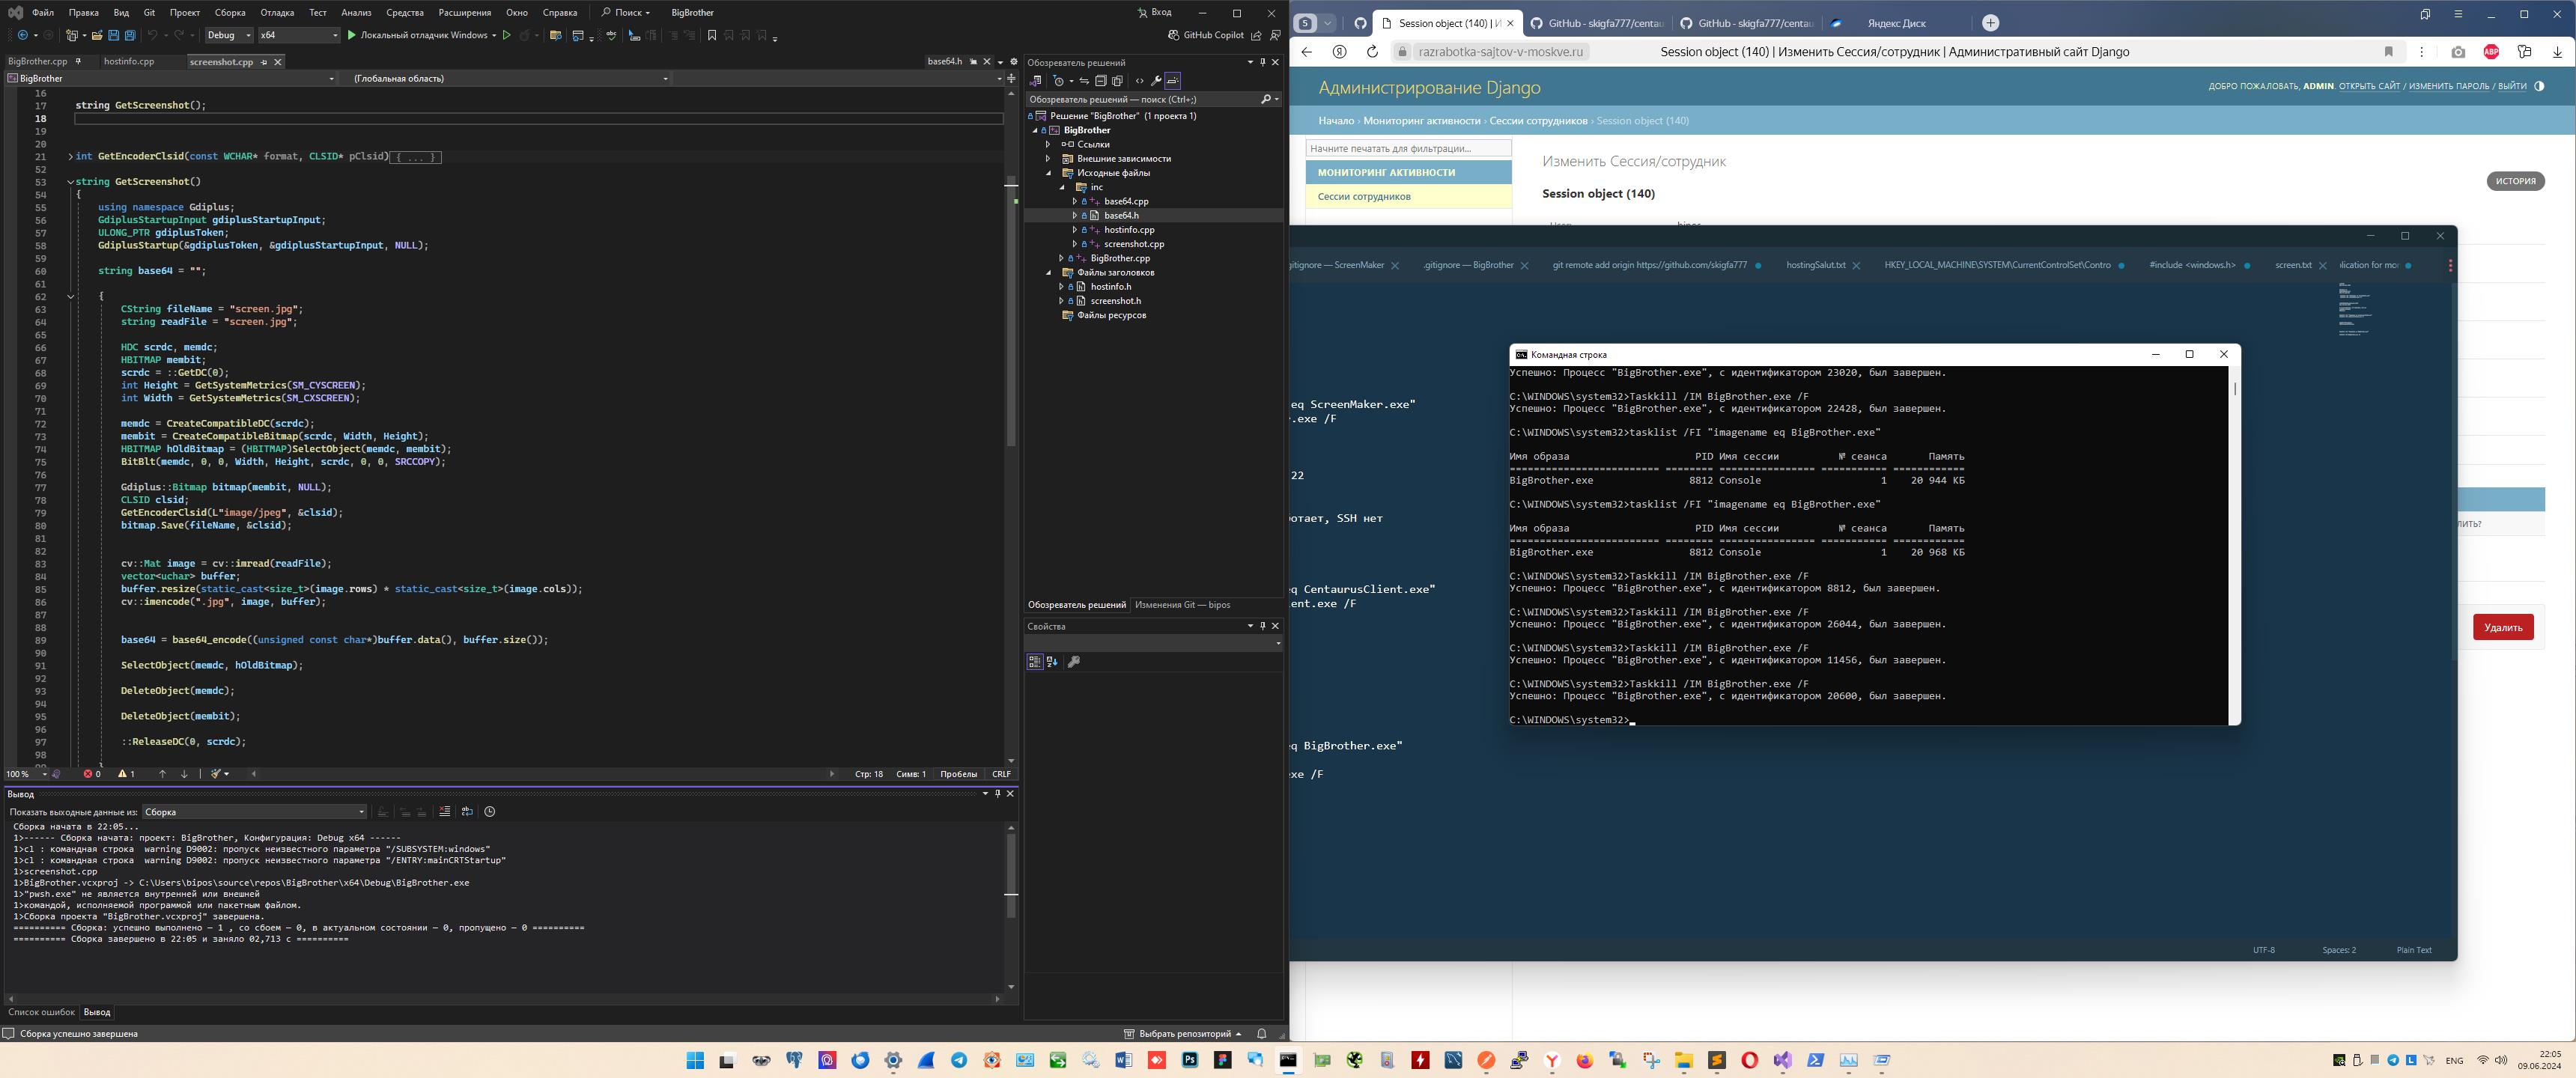 Файл Правка Вид Git Проект Сборка Отладка Тест Анализ Средства Расширения Окно Справка Поиск BigBrother Вход
Debug x64 Локальный отладчик Windows GitHub Copilot
BigBrother.cpp hostinfo.cpp screenshot.cpp base64.h
BigBrother (Глобальная область)
16
17 string GetScreenshot();
18
19
20
21 int GetEncoderClsid(const WCHAR* format, CLSID* pClsid){ ... }
52
53 string GetScreenshot()
54 {
55 using namespace Gdiplus;
56 GdiplusStartupInput gdiplusStartupInput;
57 ULONG_PTR gdiplusToken;
58 GdiplusStartup(&gdiplusToken, &gdiplusStartupInput, NULL);
59
60 string base64 = "";
61
62 {
63 CString fileName = "screen.jpg";
64 string readFile = "screen.jpg";
65
66 HDC scrdc, memdc;
67 HBITMAP membit;
68 scrdc = ::GetDC(0);
69 int Height = GetSystemMetrics(SM_CYSCREEN);
70 int Width = GetSystemMetrics(SM_CXSCREEN);
71
72 memdc = CreateCompatibleDC(scrdc);
73 membit = CreateCompatibleBitmap(scrdc, Width, Height);
74 HBITMAP hOldBitmap = (HBITMAP)SelectObject(memdc, membit);
75 BitBlt(memdc, 0, 0, Width, Height, scrdc, 0, 0, SRCCOPY);
76
77 Gdiplus::Bitmap bitmap(membit, NULL);
78 CLSID clsid;
79 GetEncoderClsid(L"image/jpeg", &clsid);
80 bitmap.Save(fileName, &clsid);
81
82
83 cv::Mat image = cv::imread(readFile);
84 vector<uchar> buffer;
85 buffer.resize(static_cast<size_t>(image.rows) * static_cast<size_t>(image.cols));
86 cv::imencode(".jpg", image, buffer);
87
88
89 base64 = base64_encode((unsigned const char*)buffer.data(), buffer.size());
90
91 SelectObject(memdc, hOldBitmap);
92
93 DeleteObject(memdc);
94
95 DeleteObject(membit);
96
97 ::ReleaseDC(0, scrdc);
98
100 % 0 1 Стр: 18 Симв: 1 Пробелы CRLF
Вывод
Показать выходные данные из: Сборка
Сборка начата в 22:05...
1>------ Сборка начата: проект: BigBrother, Конфигурация: Debug x64 ------
1>cl : командная строка warning D9002: пропуск неизвестного параметра "/SUBSYSTEM:windows"
1>cl : командная строка warning D9002: пропуск неизвестного параметра "/ENTRY:mainCRTStartup"
1>screenshot.cpp
1>BigBrother.vcxproj -> C:\Users\bipos\source\repos\BigBrother\x64\Debug\BigBrother.exe
1>"pwsh.exe" не является внутренней или внешней
1>командой, исполняемой программой или пакетным файлом.
1>Сборка проекта "BigBrother.vcxproj" завершена.
========== Сборка: успешно выполнено — 1 , со сбоем — 0, в актуальном состоянии — 0, пропущено — 0 ==========
========== Сборка завершено в 22:05 и заняло 02,713 с ==========
Список ошибок Вывод
Сборка успешно завершена Выбрать репозиторий
Обозреватель решений
Обозреватель решений — поиск (Ctrl+;)
Решение "BigBrother" (1 проекта 1)
BigBrother
Ссылки
Внешние зависимости
Исходные файлы
inc
base64.cpp
base64.h
hostinfo.cpp
screenshot.cpp
BigBrother.cpp
Файлы заголовков
hostinfo.h
screenshot.h
Файлы ресурсов
Обозреватель решений Изменения Git — bipos
Свойства
5 Session object (140) | И GitHub - skigfa777/centau GitHub - skigfa777/centau Яндекс Диск
razrabotka-sajtov-v-moskve.ru Session object (140) | Изменить Сессия/сотрудник | Административный сайт Django ABP
Администрирование Django
ДОБРО ПОЖАЛОВАТЬ, ADMIN. ОТКРЫТЬ САЙТ / ИЗМЕНИТЬ ПАРОЛЬ / ВЫЙТИ
Начало › Мониторинг активности › Сессии сотрудников › Session object (140)
Начните печатать для фильтрации...
МОНИТОРИНГ АКТИВНОСТИ
Сессии сотрудников
Изменить Сессия/сотрудник
ИСТОРИЯ
Session object (140)
ЛИТЬ?
Удалить
gitignore — ScreenMaker .gitignore — BigBrother git remote add origin https://github.com/skigfa777 hostingSalut.txt HKEY_LOCAL_MACHINE\SYSTEM\CurrentControlSet\Contro #include <windows.h> screen.txt lication for mo
eq ScreenMaker.exe"
r.exe /F
22
отает, SSH нет
eq CentaurusClient.exe"
ient.exe /F
eq BigBrother.exe"
exe /F
UTF-8 Spaces: 2 Plain Text
Командная строка
Успешно: Процесс "BigBrother.exe", с идентификатором 23020, был завершен.
C:\WINDOWS\system32>Taskkill /IM BigBrother.exe /F
Успешно: Процесс "BigBrother.exe", с идентификатором 22428, был завершен.
C:\WINDOWS\system32>tasklist /FI "imagename eq BigBrother.exe"
Имя образа PID Имя сессии № сеанса Память
========================= ======== ================ =========== ============
BigBrother.exe 8812 Console 1 20 944 КБ
C:\WINDOWS\system32>tasklist /FI "imagename eq BigBrother.exe"
Имя образа PID Имя сессии № сеанса Память
========================= ======== ================ =========== ============
BigBrother.exe 8812 Console 1 20 968 КБ
C:\WINDOWS\system32>Taskkill /IM BigBrother.exe /F
Успешно: Процесс "BigBrother.exe", с идентификатором 8812, был завершен.
C:\WINDOWS\system32>Taskkill /IM BigBrother.exe /F
Успешно: Процесс "BigBrother.exe", с идентификатором 26044, был завершен.
C:\WINDOWS\system32>Taskkill /IM BigBrother.exe /F
Успешно: Процесс "BigBrother.exe", с идентификатором 11456, был завершен.
C:\WINDOWS\system32>Taskkill /IM BigBrother.exe /F
Успешно: Процесс "BigBrother.exe", с идентификатором 20600, был завершен.
C:\WINDOWS\system32>
ENG 22:05
09.06.2024